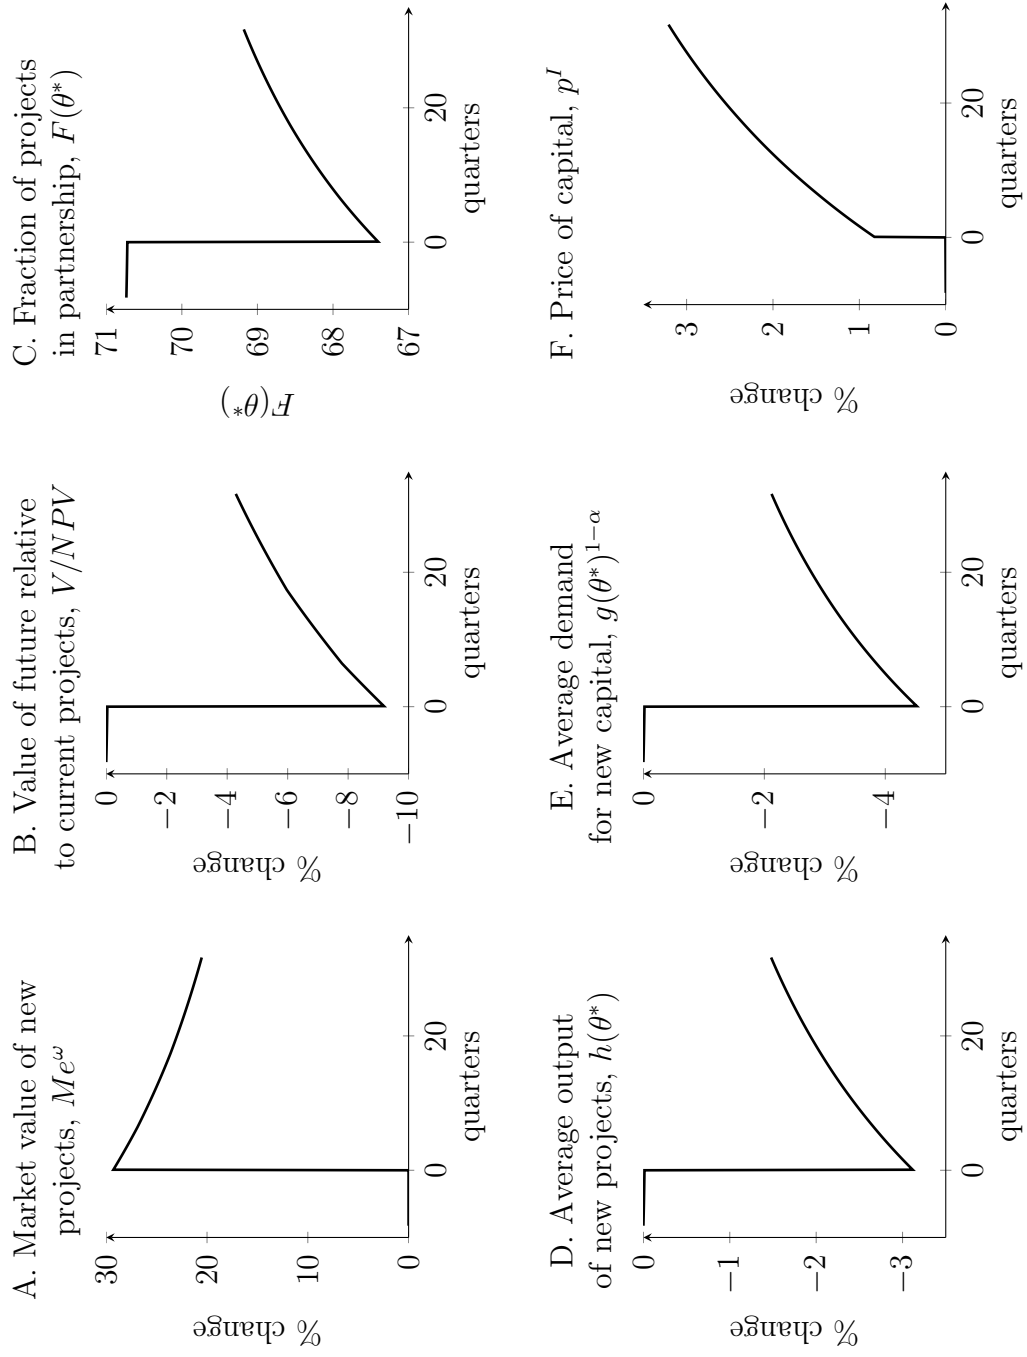 A. Market value of new
projects, Me^ω
30
20
10
0
% change
0
20
quarters
B. Value of future relative
to current projects, V/NPV
0
−2
−4
−6
−8
−10
% change
0
20
quarters
C. Fraction of projects
in partnership, F(θ*)
71
70
69
68
67
F(θ*)
0
20
quarters
D. Average output
of new projects, h(θ*)
0
−1
−2
−3
% change
0
20
quarters
E. Average demand
for new capital, g(θ*)^{1−α}
0
−2
−4
% change
0
20
quarters
F. Price of capital, p^I
3
2
1
0
% change
0
20
quarters